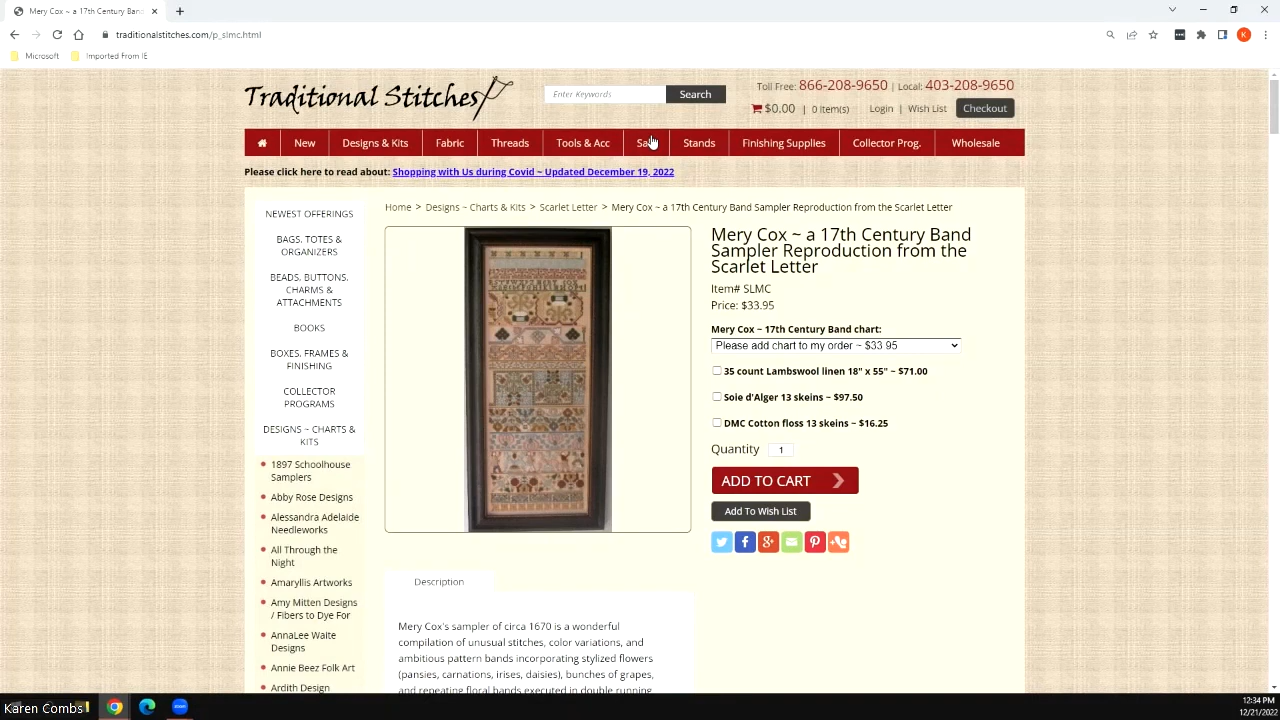 Mery Cox ~ a 17th Century Band S
traditionalstitches.com/p_slmc.html
K
Microsoft
Imported From IE
Traditional Stitches
Enter Keywords
Search
Toll Free: 866-208-9650 | Local: 403-208-9650
$0.00 | 0 item(s) Login | Wish List Checkout
New Designs & Kits Fabric Threads Tools & Acc Stands Finishing Supplies Collector Prog. Wholesale
Please click here to read about: Shopping with Us during Covid ~ Updated December 19, 2022
Home > Designs ~ Charts & Kits > Scarlet Letter > Mery Cox ~ a 17th Century Band Sampler Reproduction from the Scarlet Letter
NEWEST OFFERINGS
BAGS, TOTES &
ORGANIZERS
BEADS, BUTTONS,
CHARMS &
ATTACHMENTS
BOOKS
BOXES, FRAMES &
FINISHING
COLLECTOR
PROGRAMS
DESIGNS ~ CHARTS &
KITS
1897 Schoolhouse
Samplers
Abby Rose Designs
Alessandra Adelaide
Needleworks
All Through the
Night
Amaryllis Artworks
Amy Mitten Designs
/ Fibers to Dye For
AnnaLee Waite
Designs
Annie Beez Folk Art
Ardith Design
Mery Cox ~ a 17th Century Band
Sampler Reproduction from the
Scarlet Letter
Item# SLMC
Price: $33.95
Mery Cox ~ 17th Century Band chart:
Please add chart to my order ~ $33.95
35 count Lambswool linen 18" x 55" ~ $71.00
Soie d'Alger 13 skeins ~ $97.50
DMC Cotton floss 13 skeins ~ $16.25
Quantity 1
ADD TO CART
Add To Wish List
Description
Mery Cox's sampler of circa 1670 is a wonderful
compilation of unusual stitches, color variations, and
ambitious pattern bands incorporating stylized flowers
(pansies, carnations, irises, daisies), bunches of grapes,
and repeating floral bands executed in double running
Karen Combs
zoom
12:34 PM
12/21/2022